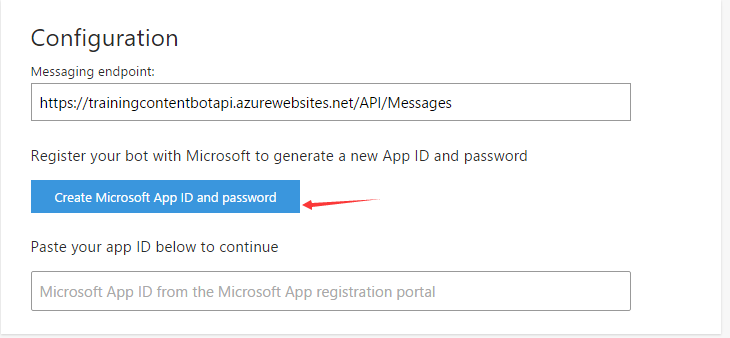 Configuration
Messaging endpoint:
https://trainingcontentbotapi.azurewebsites.net/API/Messages
Register your bot with Microsoft to generate a new App ID and password
Create Microsoft App ID and password
Paste your app ID below to continue
Microsoft App ID from the Microsoft App registration portal